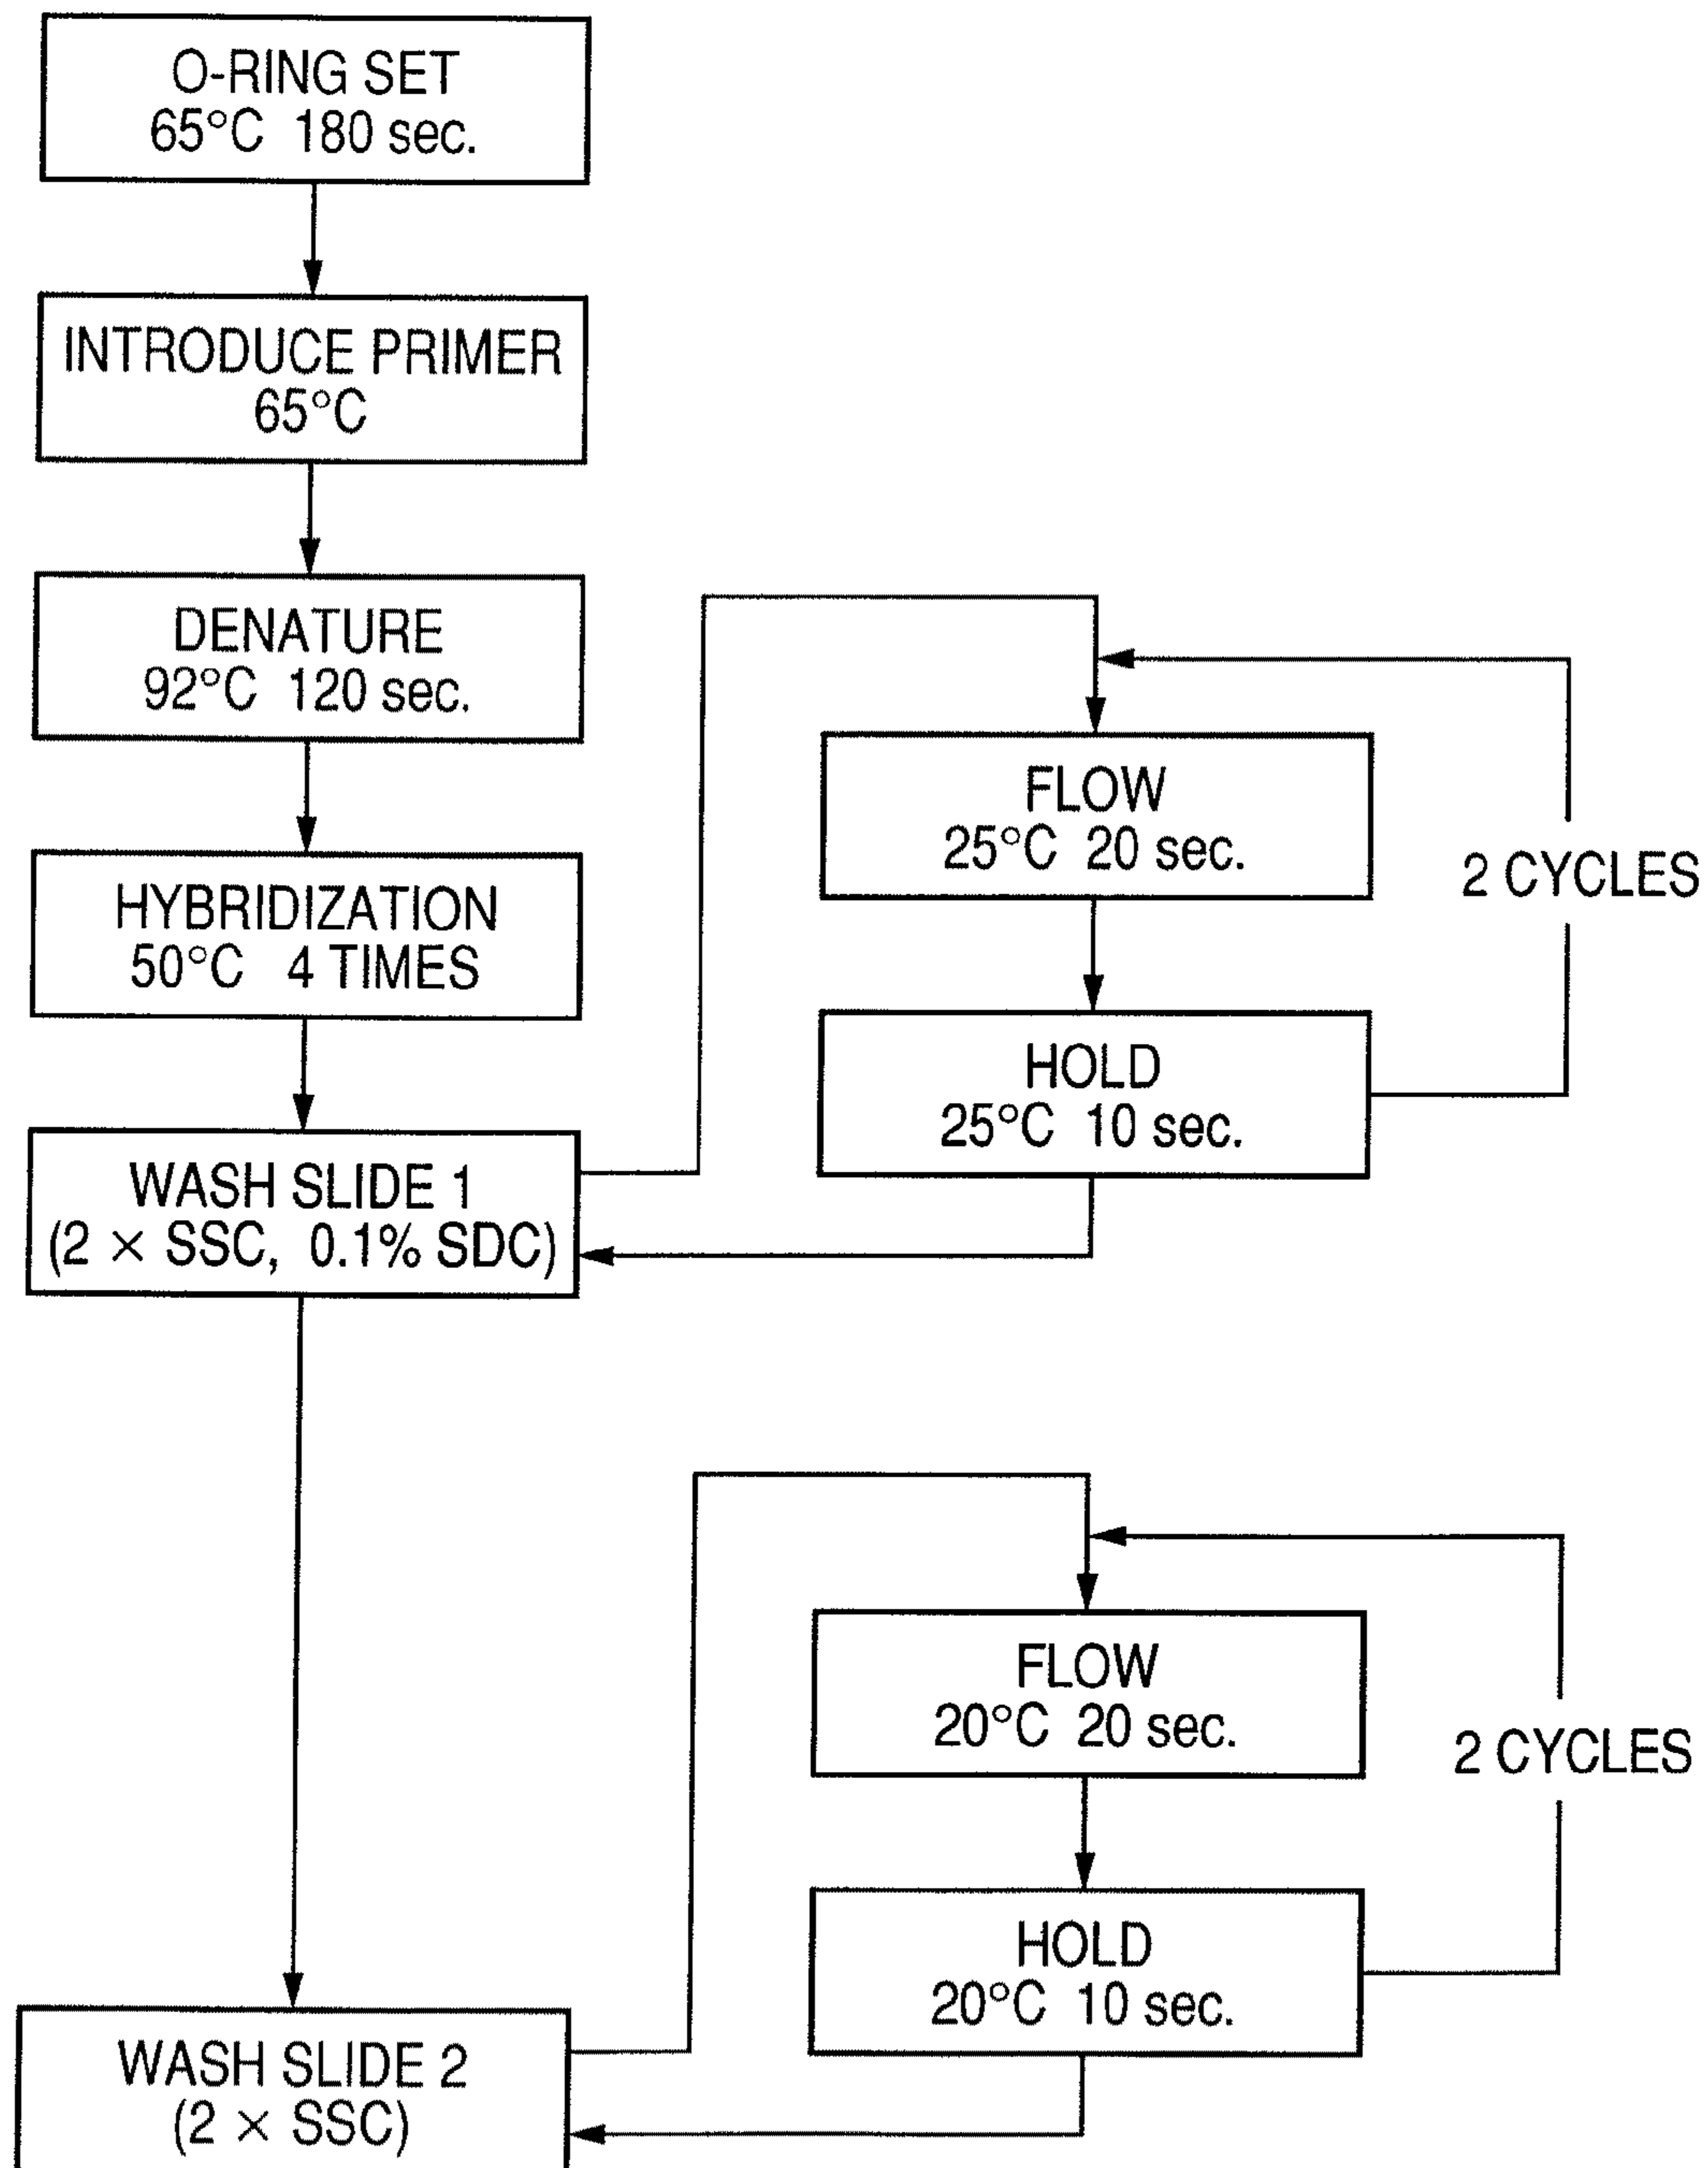 O-RING SET
65°C 180 sec.
INTRODUCE PRIMER
65°C
DENATURE
92°C 120 sec.
HYBRIDIZATION
50°C 4 TIMES
WASH SLIDE 1
(2 × SSC, 0.1% SDC)
FLOW
25°C 20 sec.
HOLD
25°C 10 sec.
2 CYCLES
WASH SLIDE 2
(2 × SSC)
FLOW
20°C 20 sec.
HOLD
20°C 10 sec.
2 CYCLES